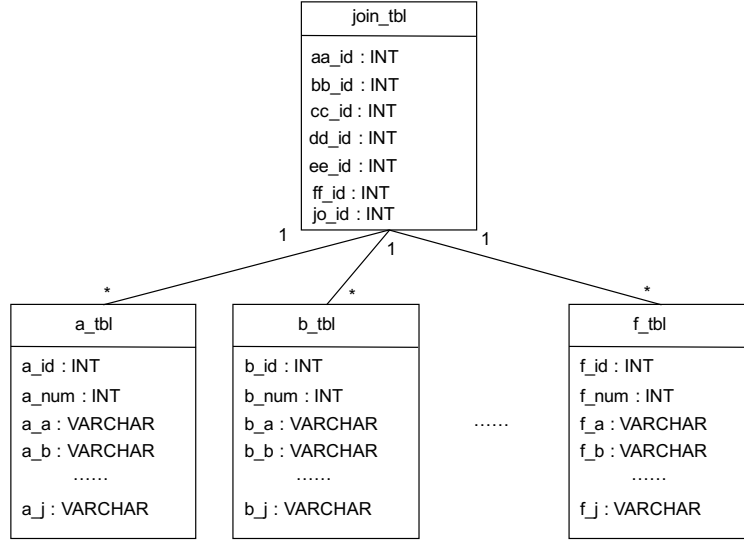 join_tbl
aa_id : INT
bb_id : INT
cc_id : INT
dd_id : INT
ee_id : INT
ff_id : INT
jo_id : INT
1
1
1
*
*
*
a_tbl
a_id : INT
a_num : INT
a_a : VARCHAR
a_b : VARCHAR
......
a_j : VARCHAR
b_tbl
b_id : INT
b_num : INT
b_a : VARCHAR
b_b : VARCHAR
......
b_j : VARCHAR
......
f_tbl
f_id : INT
f_num : INT
f_a : VARCHAR
f_b : VARCHAR
......
f_j : VARCHAR